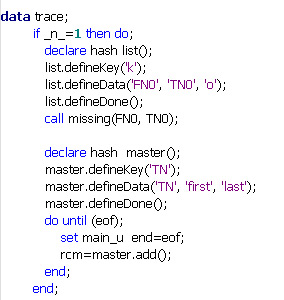 data trace;
if _n_=1 then do;
declare hash list();
list.defineKey('k');
list.defineData('FN0', 'TN0', 'o');
list.defineDone();
call missing(FN0, TN0);
declare hash master();
master.defineKey('TN');
master.defineData('TN', 'first', 'last');
master.defineDone();
do until (eof);
set main_u end=eof;
rcm=master.add();
end;
end;